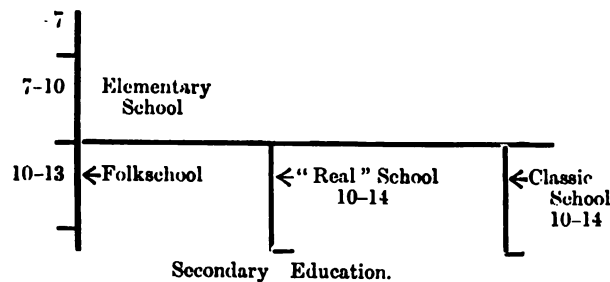 -7
7-10 Elementary
School
10-13 Folkschool "Real" School Classic
10-14 School
10-14
Secondary Education.